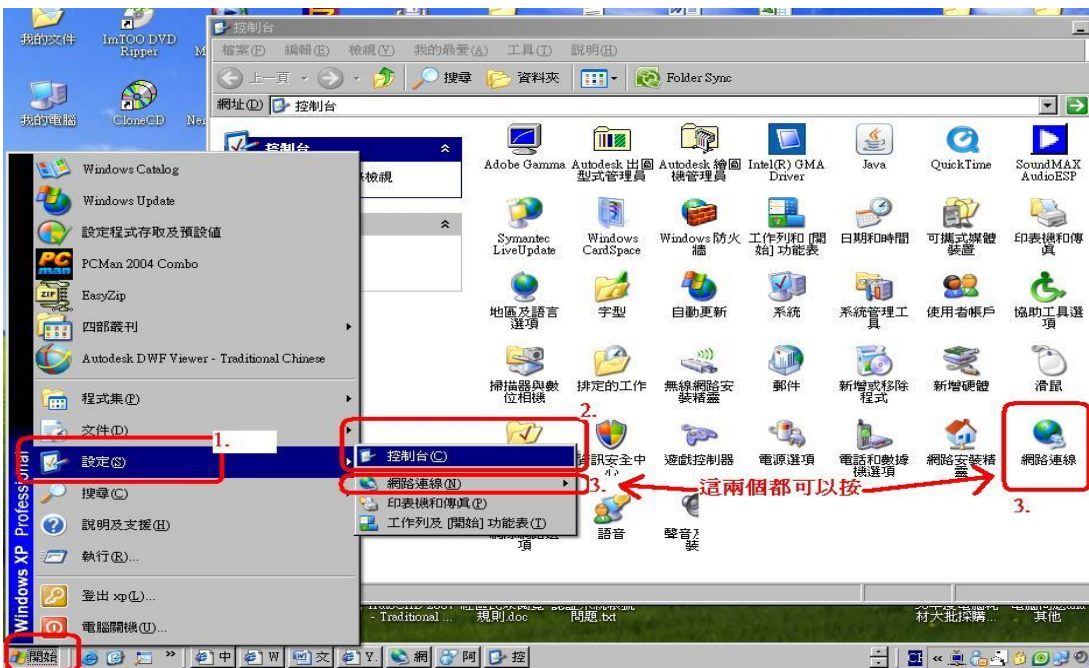 我的文件
ImTOO DVD Ripper
我的電腦
CloneCD
控制台
檔案(F) 編輯(E) 檢視(V) 我的最愛(A) 工具(T) 說明(H)
上一頁 搜尋 資料夾 Folder Sync
網址(D) 控制台
控制台
Adobe Gamma
Autodesk 出圖型式管理員
Autodesk 繪圖機管理員
Intel(R) GMA Driver
Java
QuickTime
SoundMAX AudioESP
Symantec LiveUpdate
Windows CardSpace
Windows 防火牆
工作列和 [開始] 功能表
日期和時間
可攜式媒體裝置
印表機和傳真
地區及語言選項
字型
自動更新
系統
系統管理工具
使用者帳戶
協助工具選項
掃描器與數位相機
排定的工作
無線網路安裝精靈
郵件
新增或移除程式
新增硬體
滑鼠
遊戲控制器
電源選項
電話和數據機選項
網路安裝精靈
網路連線
語音
Windows Catalog
Windows Update
設定程式存取及預設值
PCMan 2004 Combo
EasyZip
四部叢刊
Autodesk DWF Viewer - Traditional Chinese
程式集(P)
文件(D)
設定(S)
搜尋(C)
說明及支援(H)
執行(R)...
登出 xp(L)...
電腦關機(U)...
Windows XP Professional
1.
2.
控制台(C)
網路連線(N)
印表機和傳真(P)
工作列及 [開始] 功能表(T)
3.
這兩個都可以按
3.
- Traditional ...
規則.doc
問題.txt
材大批採購...
其他
開始
中 W 文 Y. 網 阿 控